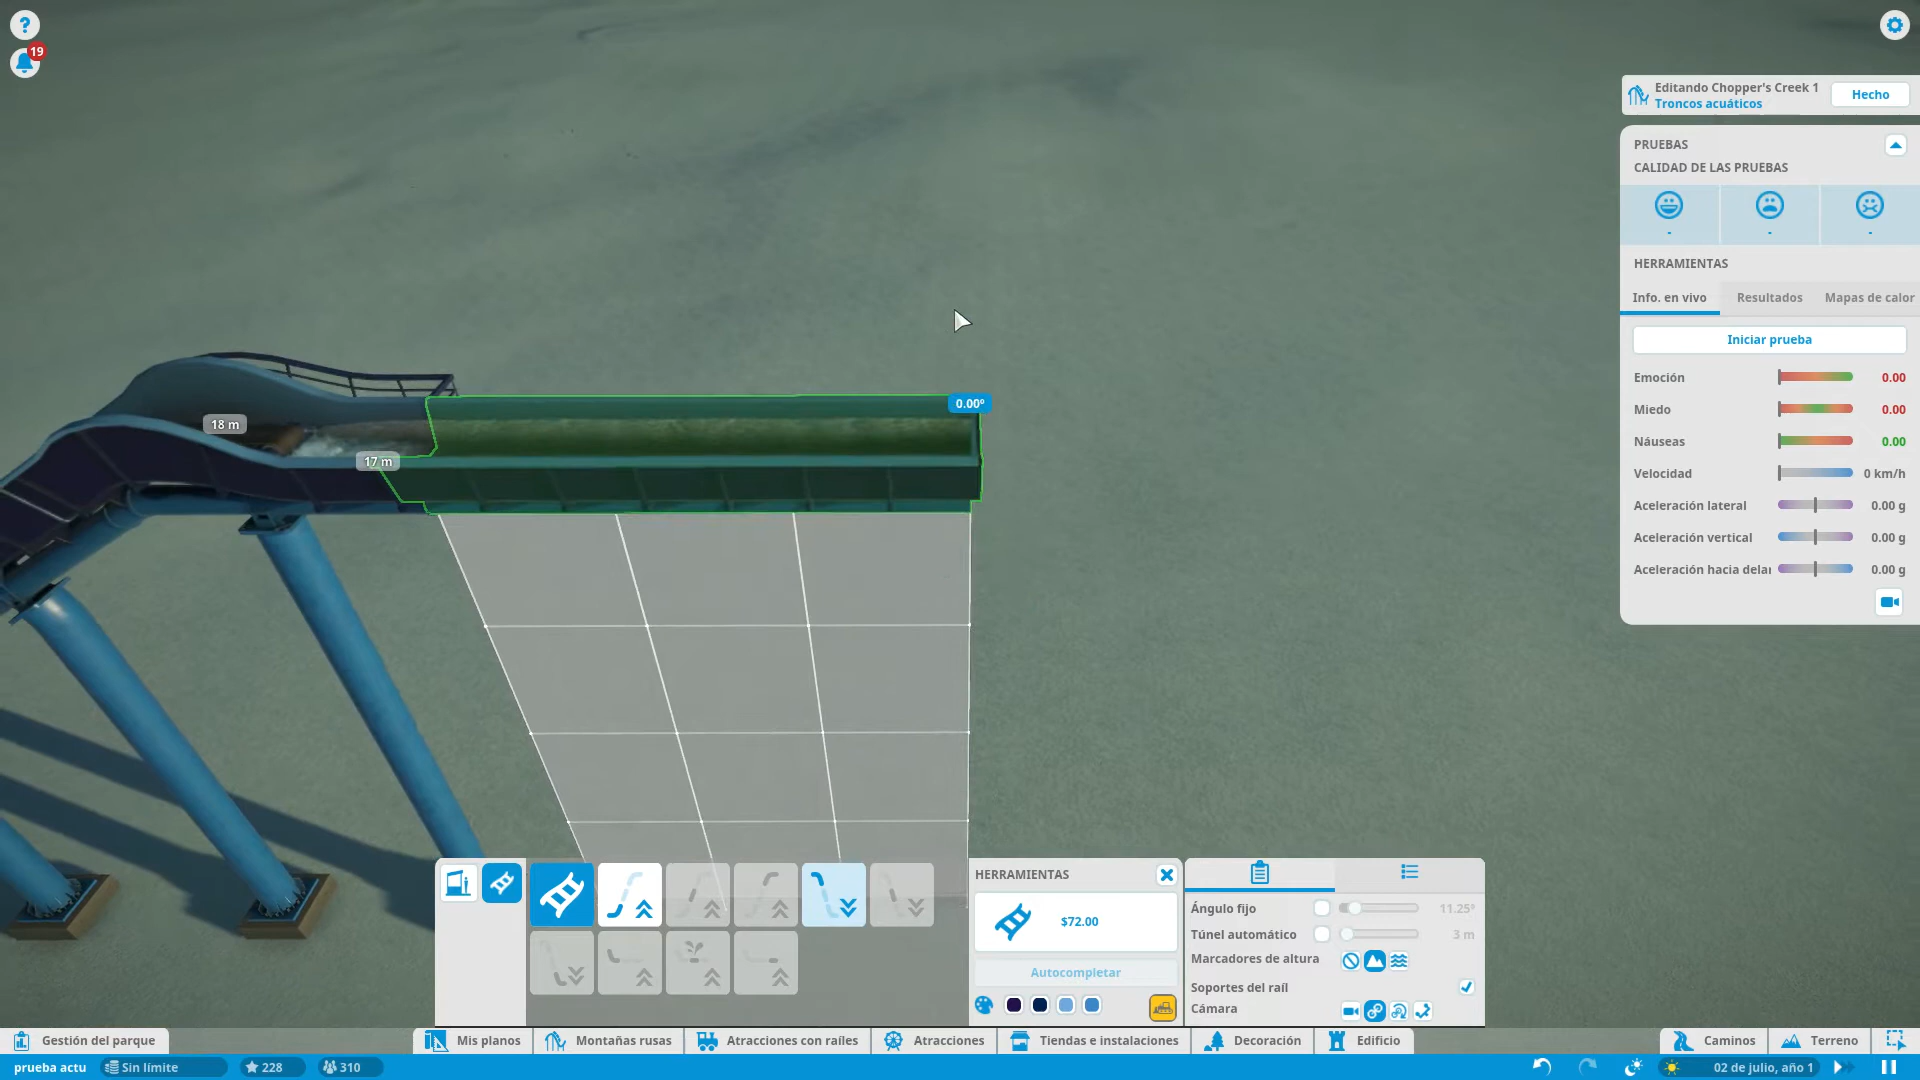 ?
19
Editando Chopper's Creek 1
Troncos acuáticos
Hecho
PRUEBAS
CALIDAD DE LAS PRUEBAS
- - -
HERRAMIENTAS
Info. en vivo Resultados Mapas de calor
Iniciar prueba
Emoción 0.00
Miedo 0.00
Náuseas 0.00
Velocidad 0 km/h
Aceleración lateral 0.00 g
Aceleración vertical 0.00 g
Aceleración hacia delar 0.00 g
0.00°
18 m
17 m
HERRAMIENTAS
$72.00
Autocompletar
Ángulo fijo 11.25°
Túnel automático 3 m
Marcadores de altura
Soportes del raíl
Cámara
Gestión del parque Mis planos Montañas rusas Atracciones con raíles Atracciones Tiendas e instalaciones Decoración Edificio Caminos Terreno
prueba actu Sin límite 228 310 02 de julio, año 1